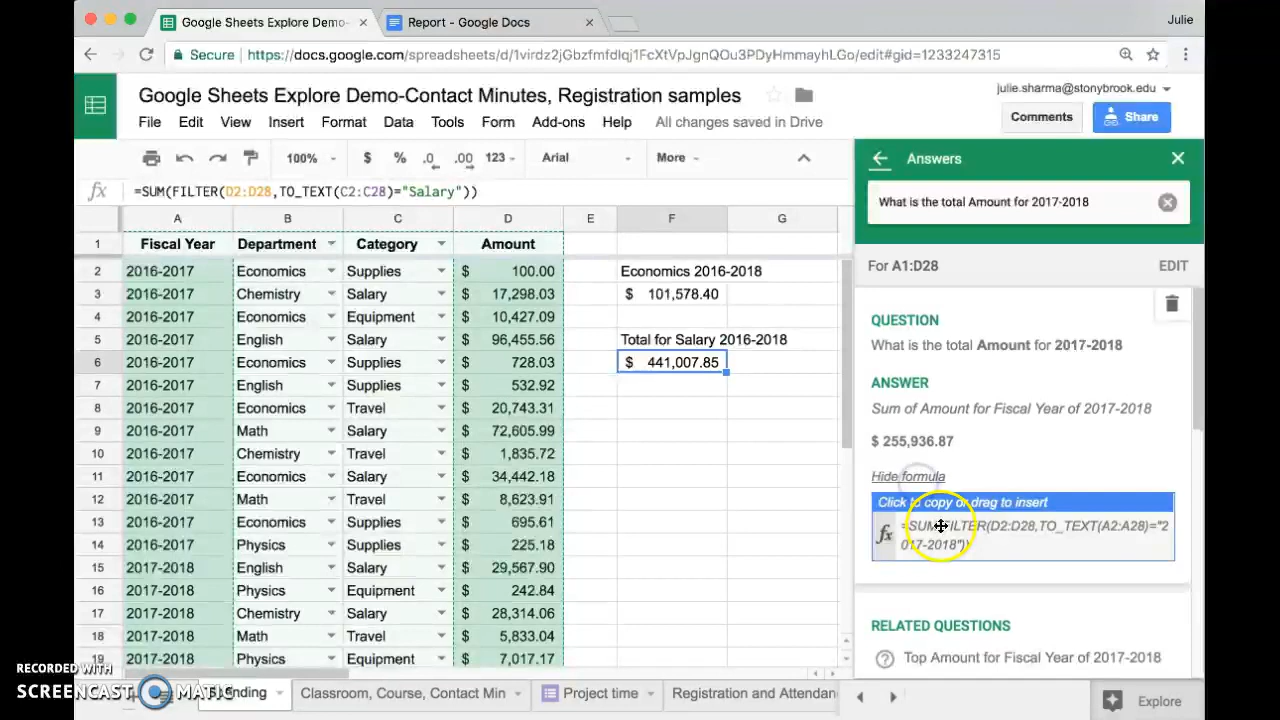 Google Sheets Explore Demo-
Report - Google Docs
Julie
Secure
https://docs.google.com/spreadsheets/d/1virdz2jGbzfmfdIqj1FcXtVpJgnQOu3PDyHmmayhLGo/edit#gid=1233247315
Google Sheets Explore Demo-Contact Minutes, Registration samples
julie.sharma@stonybrook.edu
File Edit View Insert Format Data Tools Form Add-ons Help All changes saved in Drive
Comments
Share
100% $ % .0 .00 123 Arial More
Answers
fx =SUM(FILTER(D2:D28,TO_TEXT(C2:C28)="Salary"))
What is the total Amount for 2017-2018
A B C D E F G
1 Fiscal Year Department Category Amount
2 2016-2017 Economics Supplies $ 100.00 Economics 2016-2018
3 2016-2017 Chemistry Salary $ 17,298.03 $ 101,578.40
4 2016-2017 Economics Equipment $ 10,427.09
5 2016-2017 English Salary $ 96,455.56 Total for Salary 2016-2018
6 2016-2017 Economics Supplies $ 728.03 $ 441,007.85
7 2016-2017 English Supplies $ 532.92
8 2016-2017 Economics Travel $ 20,743.31
9 2016-2017 Math Salary $ 72,605.99
10 2016-2017 Chemistry Travel $ 1,835.72
11 2016-2017 Economics Salary $ 34,442.18
12 2016-2017 Math Travel $ 8,623.91
13 2016-2017 Economics Supplies $ 695.61
14 2016-2017 Physics Supplies $ 225.18
15 2017-2018 English Salary $ 29,567.90
16 2017-2018 Physics Equipment $ 242.84
17 2017-2018 Chemistry Salary $ 28,314.06
18 2017-2018 Math Travel $ 5,833.04
19 2017-2018 Physics Equipment $ 7,017.17
For A1:D28 EDIT
QUESTION
What is the total Amount for 2017-2018
ANSWER
Sum of Amount for Fiscal Year of 2017-2018
$ 255,936.87
Hide formula
Click to copy or drag to insert
fx =SUM(FILTER(D2:D28,TO_TEXT(A2:A28)="2
017-2018"))
RELATED QUESTIONS
Top Amount for Fiscal Year of 2017-2018
Classroom, Course, Contact Min
Project time
Registration and Attendan
Explore
RECORDED WITH
SCREENCAST MATIC